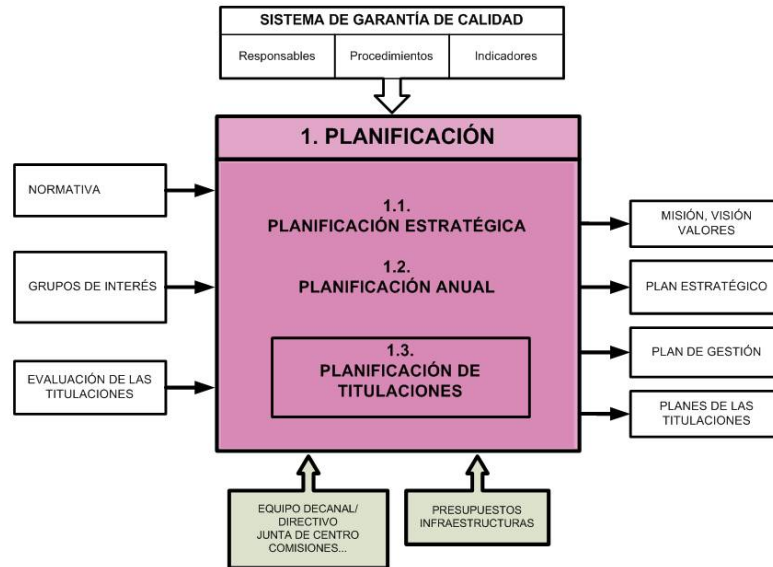 SISTEMA DE GARANTÍA DE CALIDAD
Responsables
Procedimientos
Indicadores
1. PLANIFICACIÓN
NORMATIVA
GRUPOS DE INTERÉS
EVALUACIÓN DE LAS
TITULACIONES
1.1.
PLANIFICACIÓN ESTRATÉGICA
1.2.
PLANIFICACIÓN ANUAL
1.3.
PLANIFICACIÓN DE
TITULACIONES
MISIÓN, VISIÓN
VALORES
PLAN ESTRATÉGICO
PLAN DE GESTIÓN
PLANES DE LAS
TITULACIONES
EQUIPO DECANAL/
DIRECTIVO
JUNTA DE CENTRO
COMISIONES...
PRESUPUESTOS
INFRAESTRUCTURAS